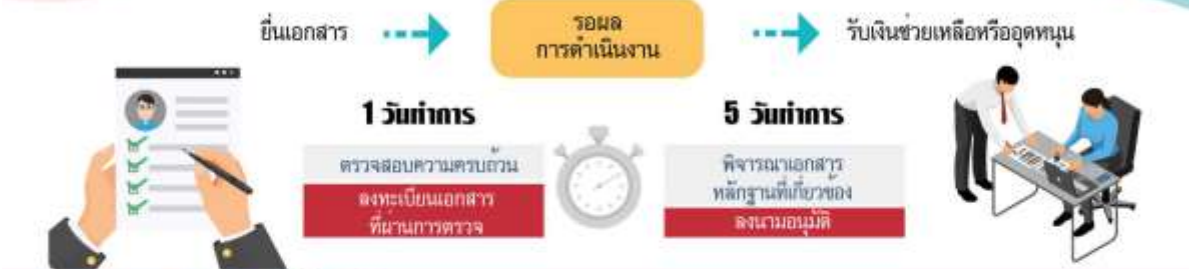 ยื่นเอกสาร
รอผล
การดำเนินงาน
รับเงินช่วยเหลือหรืออุดหนุน
1 วันทำการ
5 วันทำการ
ตรวจสอบความครบถ้วน
ลงทะเบียนเอกสาร
ที่ผ่านการตรวจ
พิจารณาเอกสาร
หลักฐานที่เกี่ยวของ
ลงนามอนุมัติ